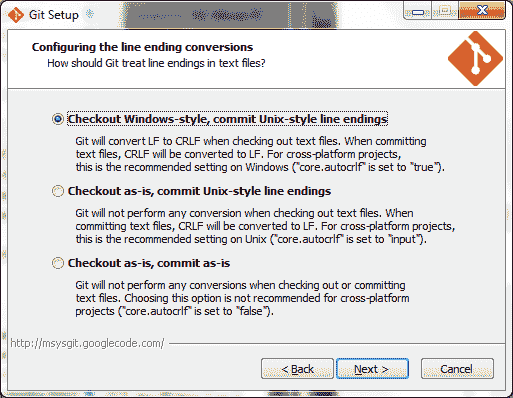 Git Setup
Configuring the line ending conversions
How should Git treat line endings in text files?
Checkout Windows-style, commit Unix-style line endings
Git will convert LF to CRLF when checking out text files. When committing
text files, CRLF will be converted to LF. For cross-platform projects,
this is the recommended setting on Windows ("core.autocrlf" is set to "true").
Checkout as-is, commit Unix-style line endings
Git will not perform any conversion when checking out text files. When
committing text files, CRLF will be converted to LF. For cross-platform projects,
this is the recommended setting on Unix ("core.autocrlf" is set to "input").
Checkout as-is, commit as-is
Git will not perform any conversions when checking out or committing
text files. Choosing this option is not recommended for cross-platform
projects ("core.autocrlf" is set to "false").
http://msysgit.googlecode.com/
< Back
Next >
Cancel